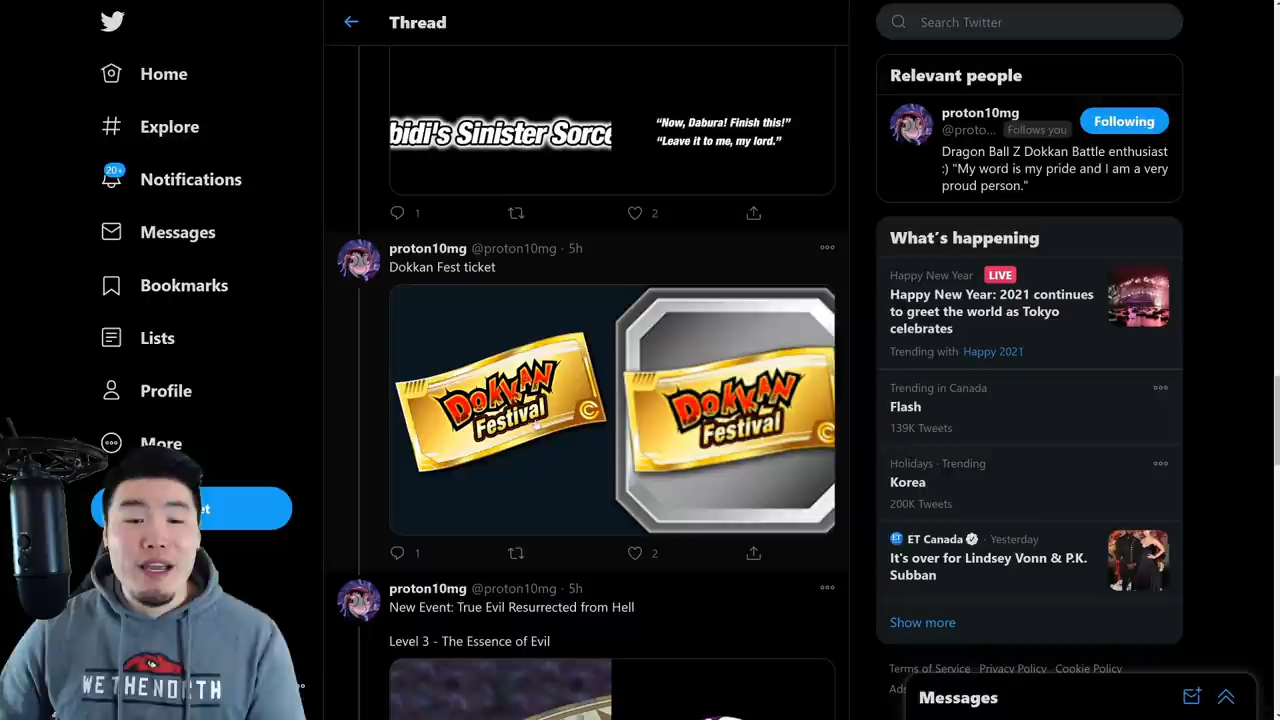 Home
Explore
20+
Notifications
Messages
Bookmarks
Lists
Profile
More
et
WE THE NORTH
Thread
bidi's Sinister Sorce
"Now, Dabura! Finish this!"
"Leave it to me, my lord."
1
2
proton10mg @proton10mg · 5h
Dokkan Fest ticket
DOKKAN
Festival
C
DOKKAN
Festival
C
1
2
proton10mg @proton10mg · 5h
New Event: True Evil Resurrected from Hell
Level 3 - The Essence of Evil
Search Twitter
Relevant people
proton10mg
@proto... Follows you
Following
Dragon Ball Z Dokkan Battle enthusiast
:) "My word is my pride and I am a very
proud person."
What's happening
Happy New Year LIVE
Happy New Year: 2021 continues
to greet the world as Tokyo
celebrates
Trending with Happy 2021
Trending in Canada
Flash
139K Tweets
Holidays · Trending
Korea
200K Tweets
ET Canada · Yesterday
It's over for Lindsey Vonn & P.K.
Subban
Show more
Terms of Service Privacy Policy Cookie Policy
Ads
Messages